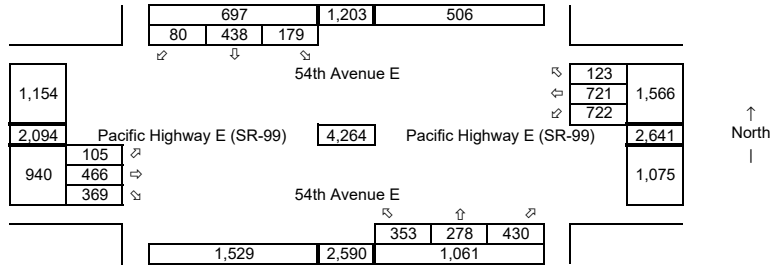 697 1,203 506
80 438 179
⬃ ⇩ ⬂
54th Avenue E
⬁ 123
1,154 ⇦ 721 1,566
⬃ 722 ↑
2,094 Pacific Highway E (SR-99) 4,264 Pacific Highway E (SR-99) 2,641 North
105 ⬀ |
940 466 ⇨ 1,075
369 ⬂ 54th Avenue E
⬁ ⇧ ⬀
353 278 430
1,529 2,590 1,061